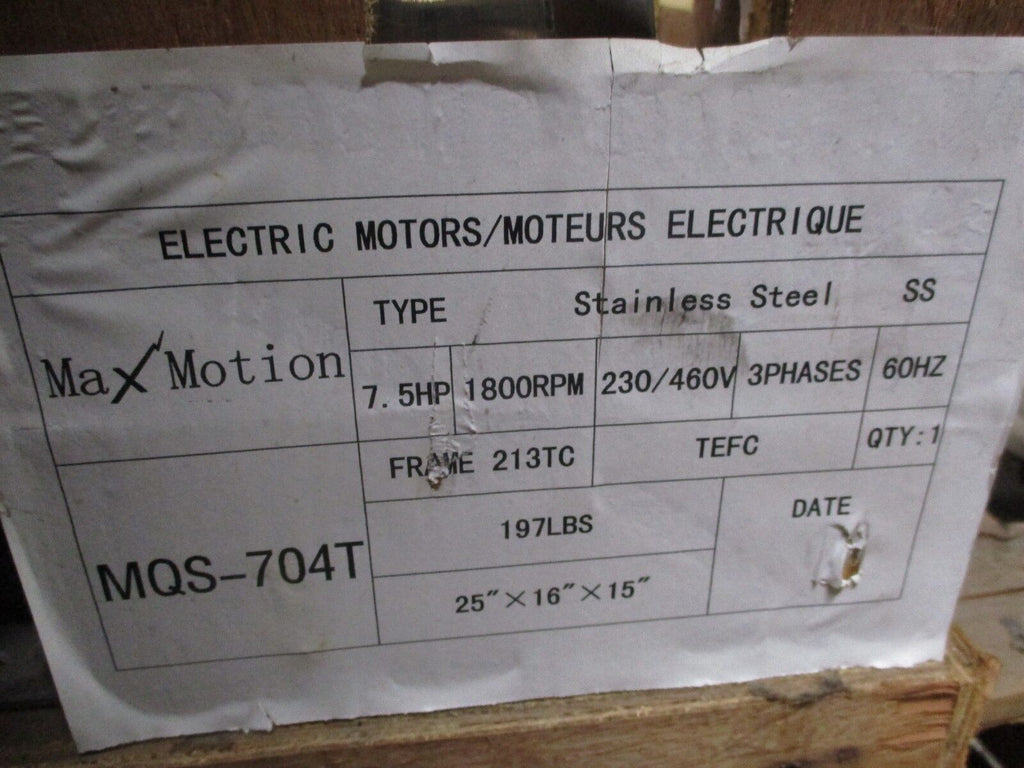 ELECTRIC MOTORS/MOTEURS ELECTRIQUE
Max Motion
TYPE Stainless Steel SS
7.5HP 1800RPM 230/460V 3PHASES 60HZ
FRAME 213TC TEFC QTY:1
MQS-704T
197LBS
DATE
25"×16"×15"